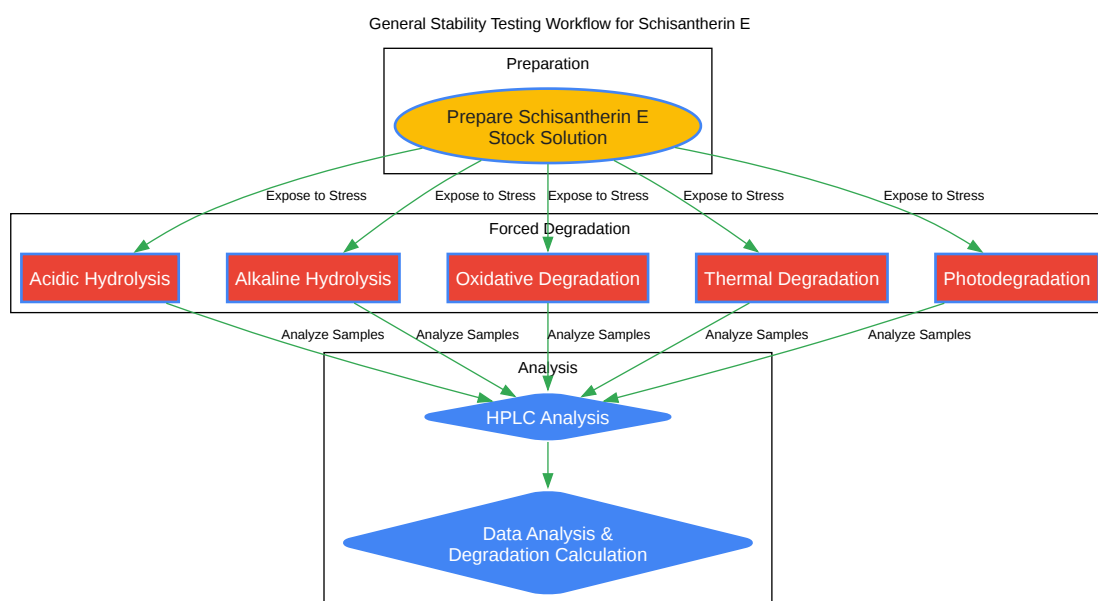 General Stability Testing Workflow for Schisantherin E
Preparation
Prepare Schisantherin E
Stock Solution
Expose to Stress
Expose to Stress
Expose to Stress
Expose to Stress
Expose to Stress
Forced Degradation
Acidic Hydrolysis
Alkaline Hydrolysis
Oxidative Degradation
Thermal Degradation
Photodegradation
Analyze Samples
Analyze Samples
Analyze Samples
Analyze Samples
Analyze Samples
Analysis
HPLC Analysis
Data Analysis &
Degradation Calculation